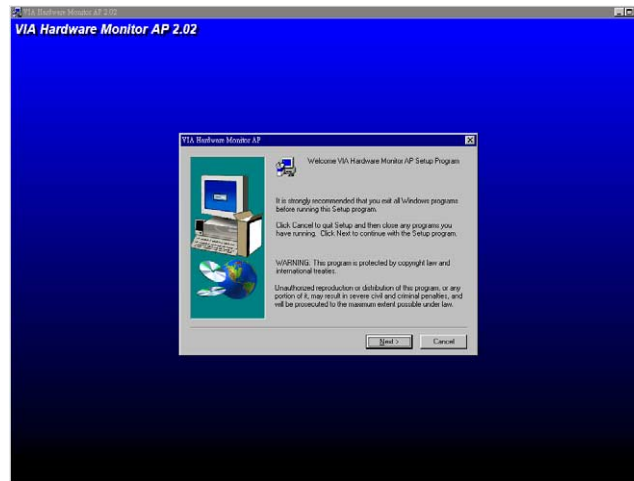 VIA Hardware Monitor AP 2.02
VIA Hardware Monitor AP 2.02
VIA Hardware Monitor AP
Welcome VIA Hardware Monitor AP Setup Program
It is strongly recommended that you exit all Windows programs
before running this Setup program.
Click Cancel to quit Setup and then close any programs you
have running. Click Next to continue with the Setup program.
WARNING: This program is protected by copyright law and
international treaties.
Unauthorized reproduction or distribution of this program, or any
portion of it, may result in severe civil and criminal penalties, and
will be prosecuted to the maximum extent possible under law.
Next >
Cancel